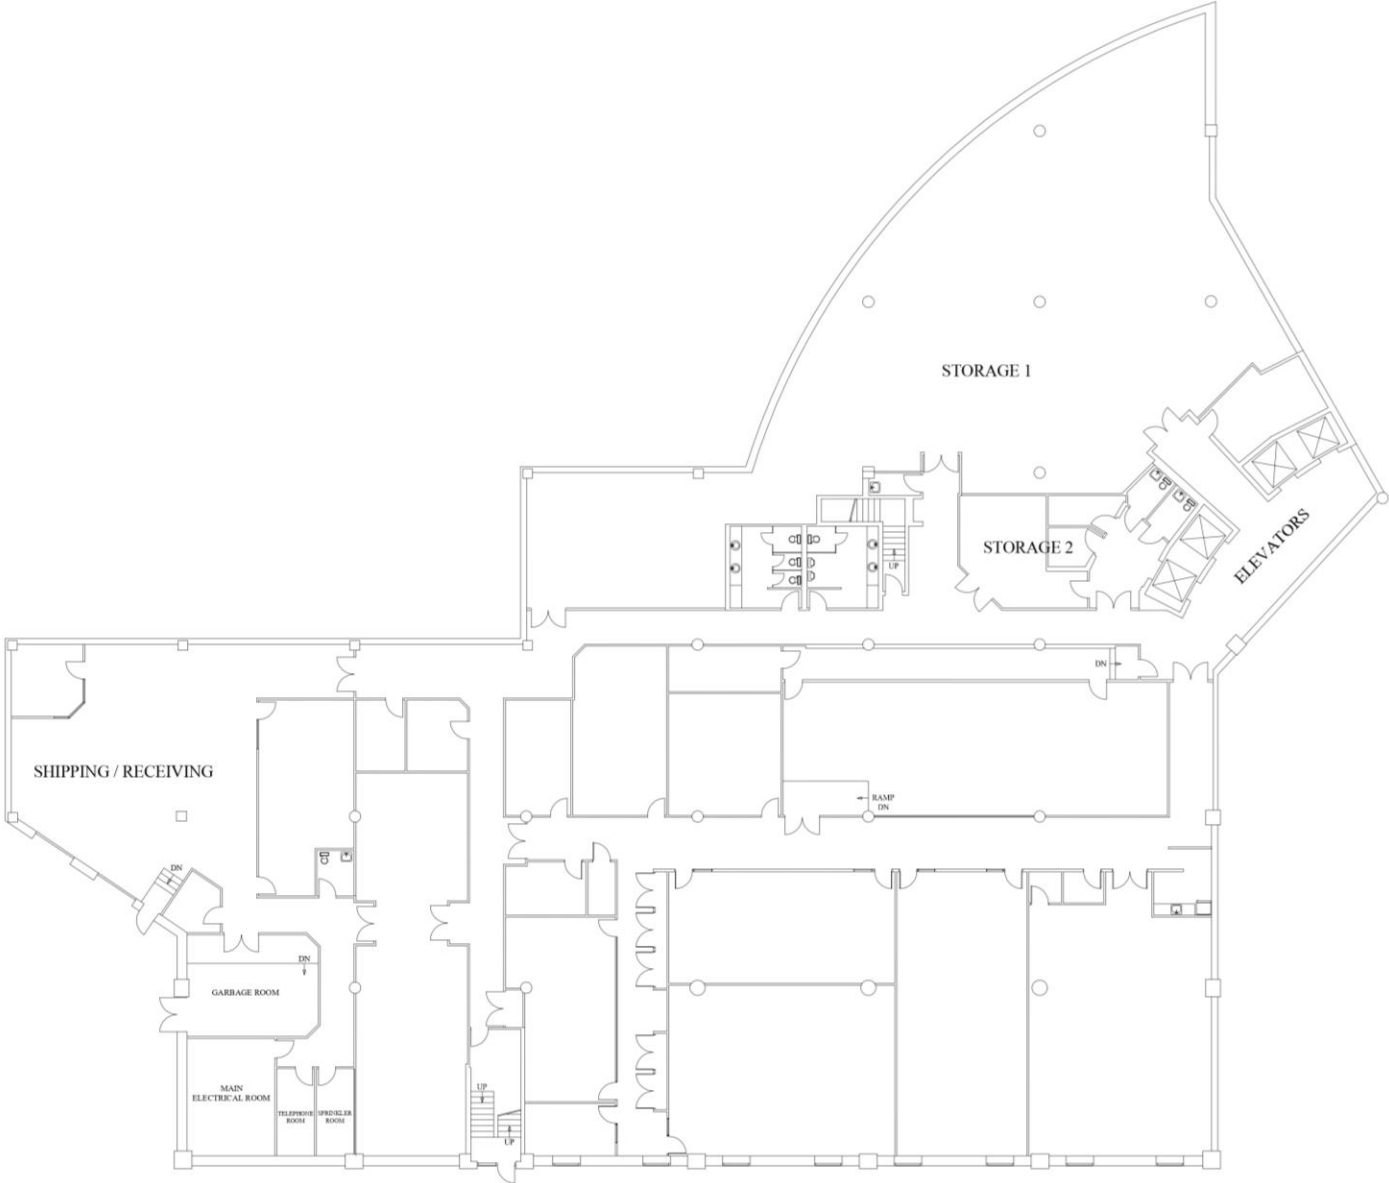 STORAGE 1
STORAGE 2
ELEVATORS
UP
DN
SHIPPING / RECEIVING
RAMP
DN
DN
DN
GARBAGE ROOM
MAIN
ELECTRICAL ROOM
TELEPHONE
ROOM
SPRINKLER
ROOM
UP
UP